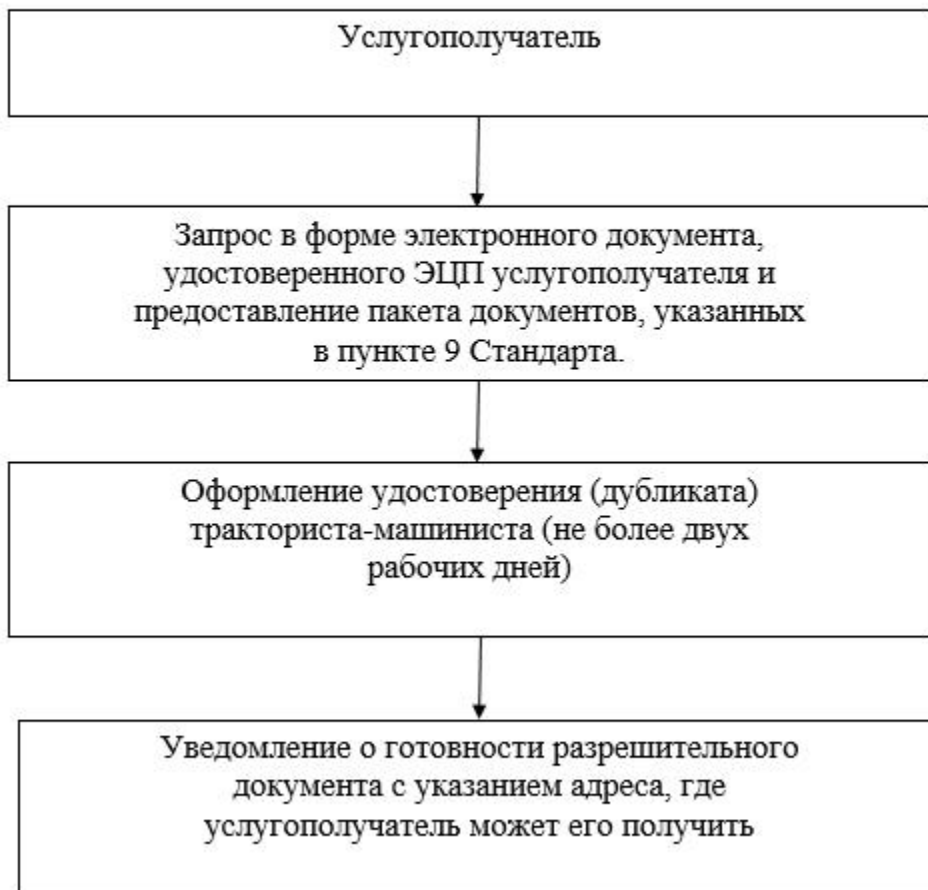 Услугополучатель
Запрос в форме электронного документа,
удостоверенного ЭЦП услугополучателя и
предоставление пакета документов, указанных
в пункте 9 Стандарта.
Оформление удостоверения (дубликата)
тракториста-машиниста (не более двух
рабочих дней)
Уведомление о готовности разрешительного
документа с указанием адреса, где
услугополучатель может его получить